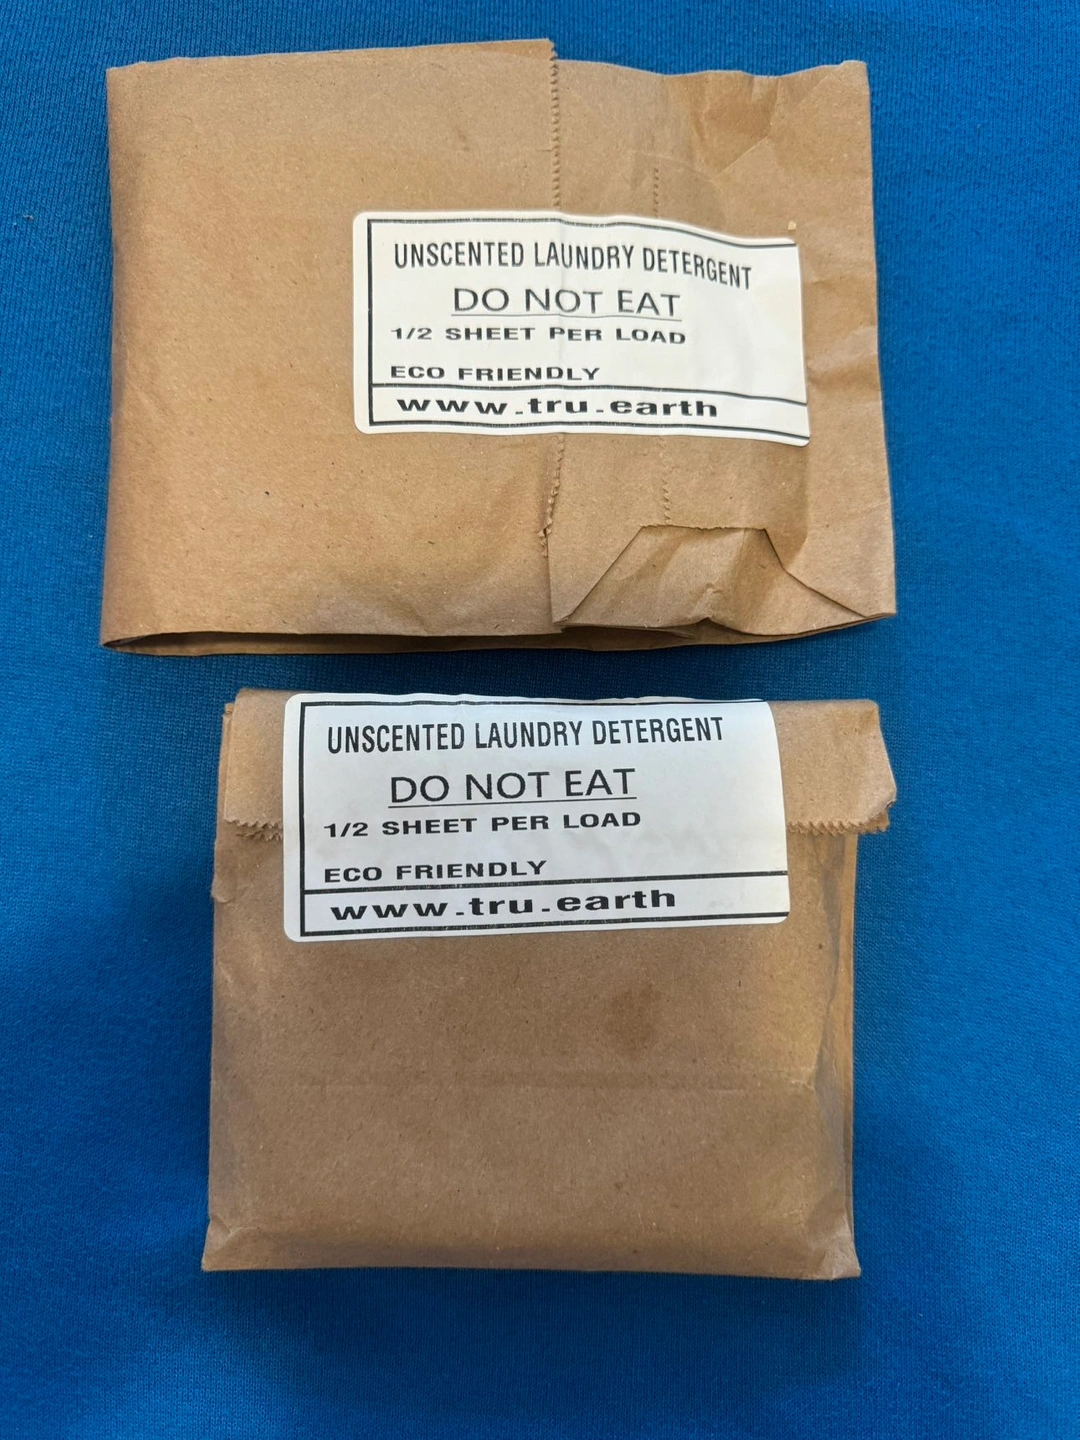 UNSCENTED LAUNDRY DETERGENT
DO NOT EAT
1/2 SHEET PER LOAD
ECO FRIENDLY
www.tru.earth
UNSCENTED LAUNDRY DETERGENT
DO NOT EAT
1/2 SHEET PER LOAD
ECO FRIENDLY
www.tru.earth